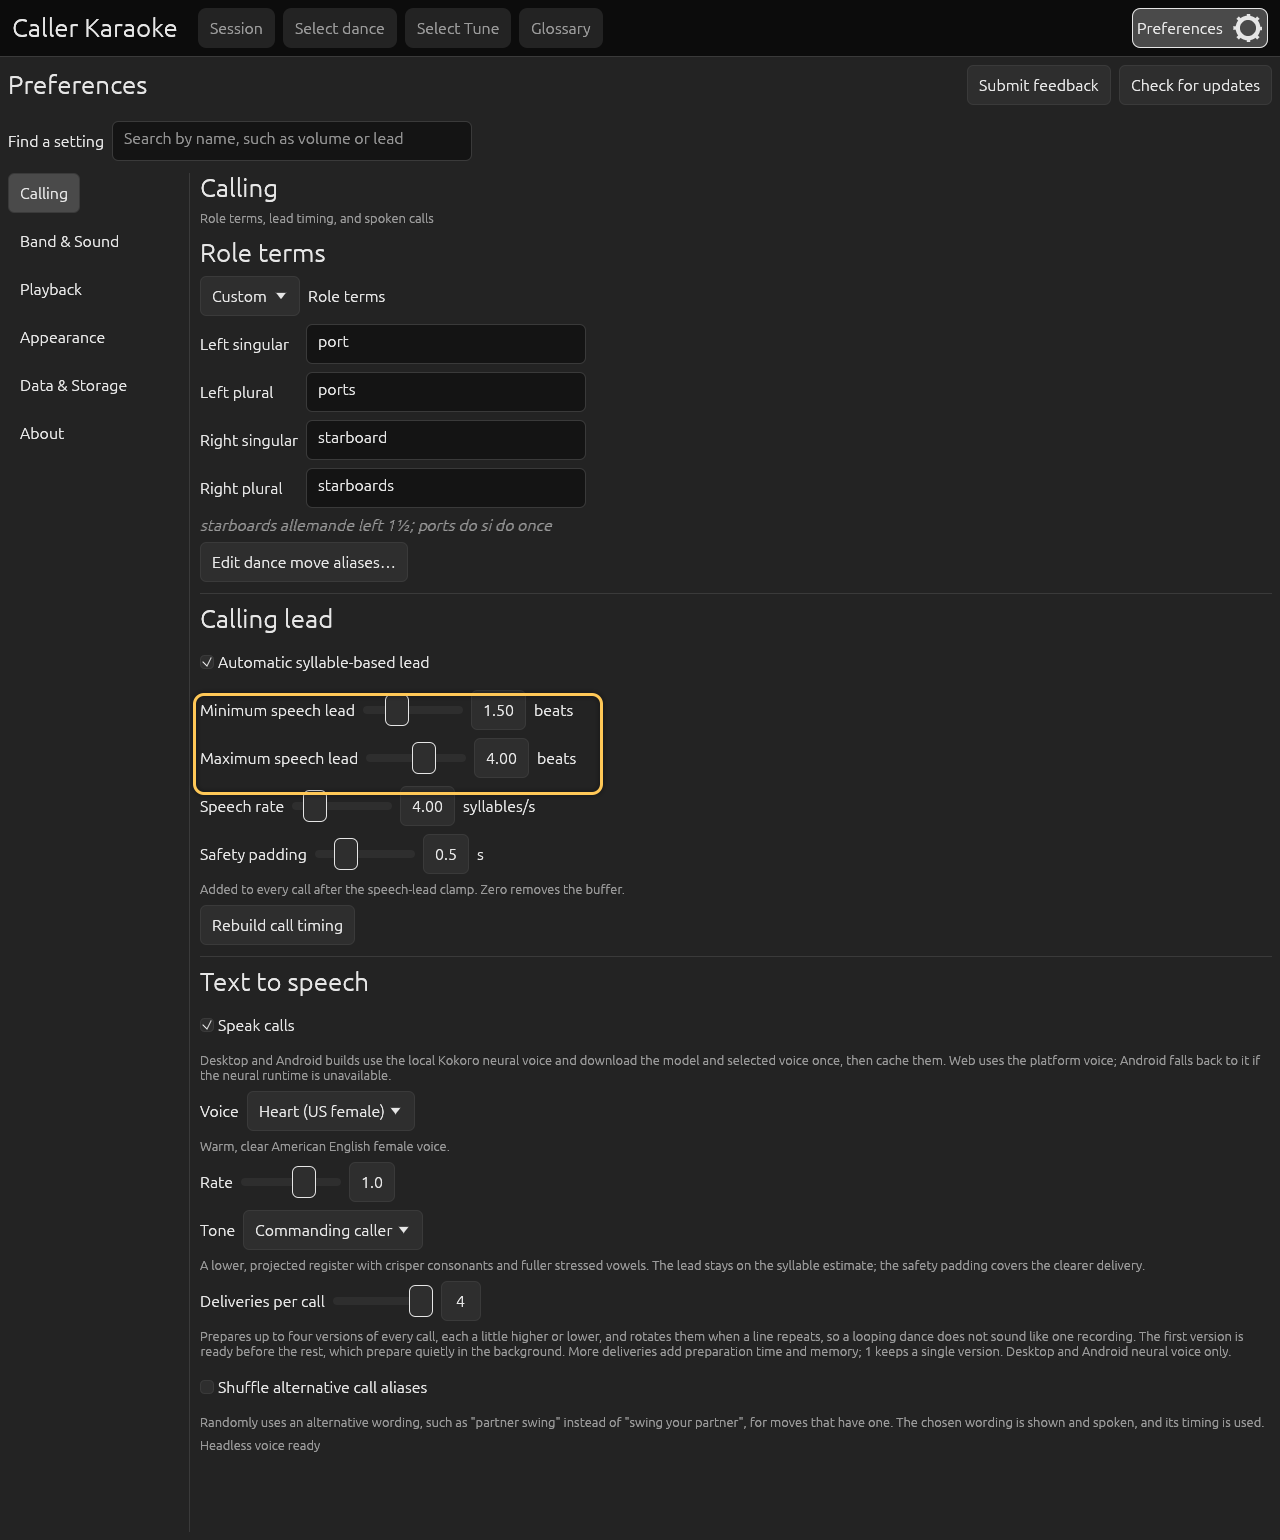 Caller Karaoke Session Select dance Select Tune Glossary Preferences
Preferences Submit feedback Check for updates
Find a setting Search by name, such as volume or lead
Calling
Band & Sound
Playback
Appearance
Data & Storage
About
Calling
Role terms, lead timing, and spoken calls
Role terms
Custom Role terms
Left singular port
Left plural ports
Right singular starboard
Right plural starboards
starboards allemande left 1½; ports do si do once
Edit dance move aliases…
Calling lead
Automatic syllable-based lead
Minimum speech lead 1.50 beats
Maximum speech lead 4.00 beats
Speech rate 4.00 syllables/s
Safety padding 0.5 s
Added to every call after the speech-lead clamp. Zero removes the buffer.
Rebuild call timing
Text to speech
Speak calls
Desktop and Android builds use the local Kokoro neural voice and download the model and selected voice once, then cache them. Web uses the platform voice; Android falls back to it if
the neural runtime is unavailable.
Voice Heart (US female)
Warm, clear American English female voice.
Rate 1.0
Tone Commanding caller
A lower, projected register with crisper consonants and fuller stressed vowels. The lead stays on the syllable estimate; the safety padding covers the clearer delivery.
Deliveries per call 4
Prepares up to four versions of every call, each a little higher or lower, and rotates them when a line repeats, so a looping dance does not sound like one recording. The first version is
ready before the rest, which prepare quietly in the background. More deliveries add preparation time and memory; 1 keeps a single version. Desktop and Android neural voice only.
Shuffle alternative call aliases
Randomly uses an alternative wording, such as "partner swing" instead of "swing your partner", for moves that have one. The chosen wording is shown and spoken, and its timing is used.
Headless voice ready